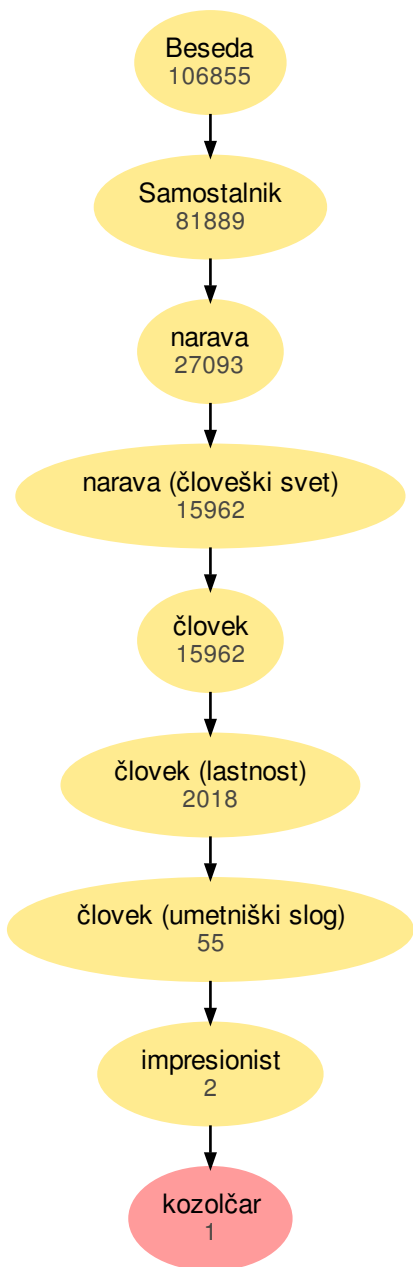 Beseda
106855
Samostalnik
81889
narava
27093
narava (človeški svet)
15962
človek
15962
človek (lastnost)
2018
človek (umetniški slog)
55
impresionist
2
kozolčar
1